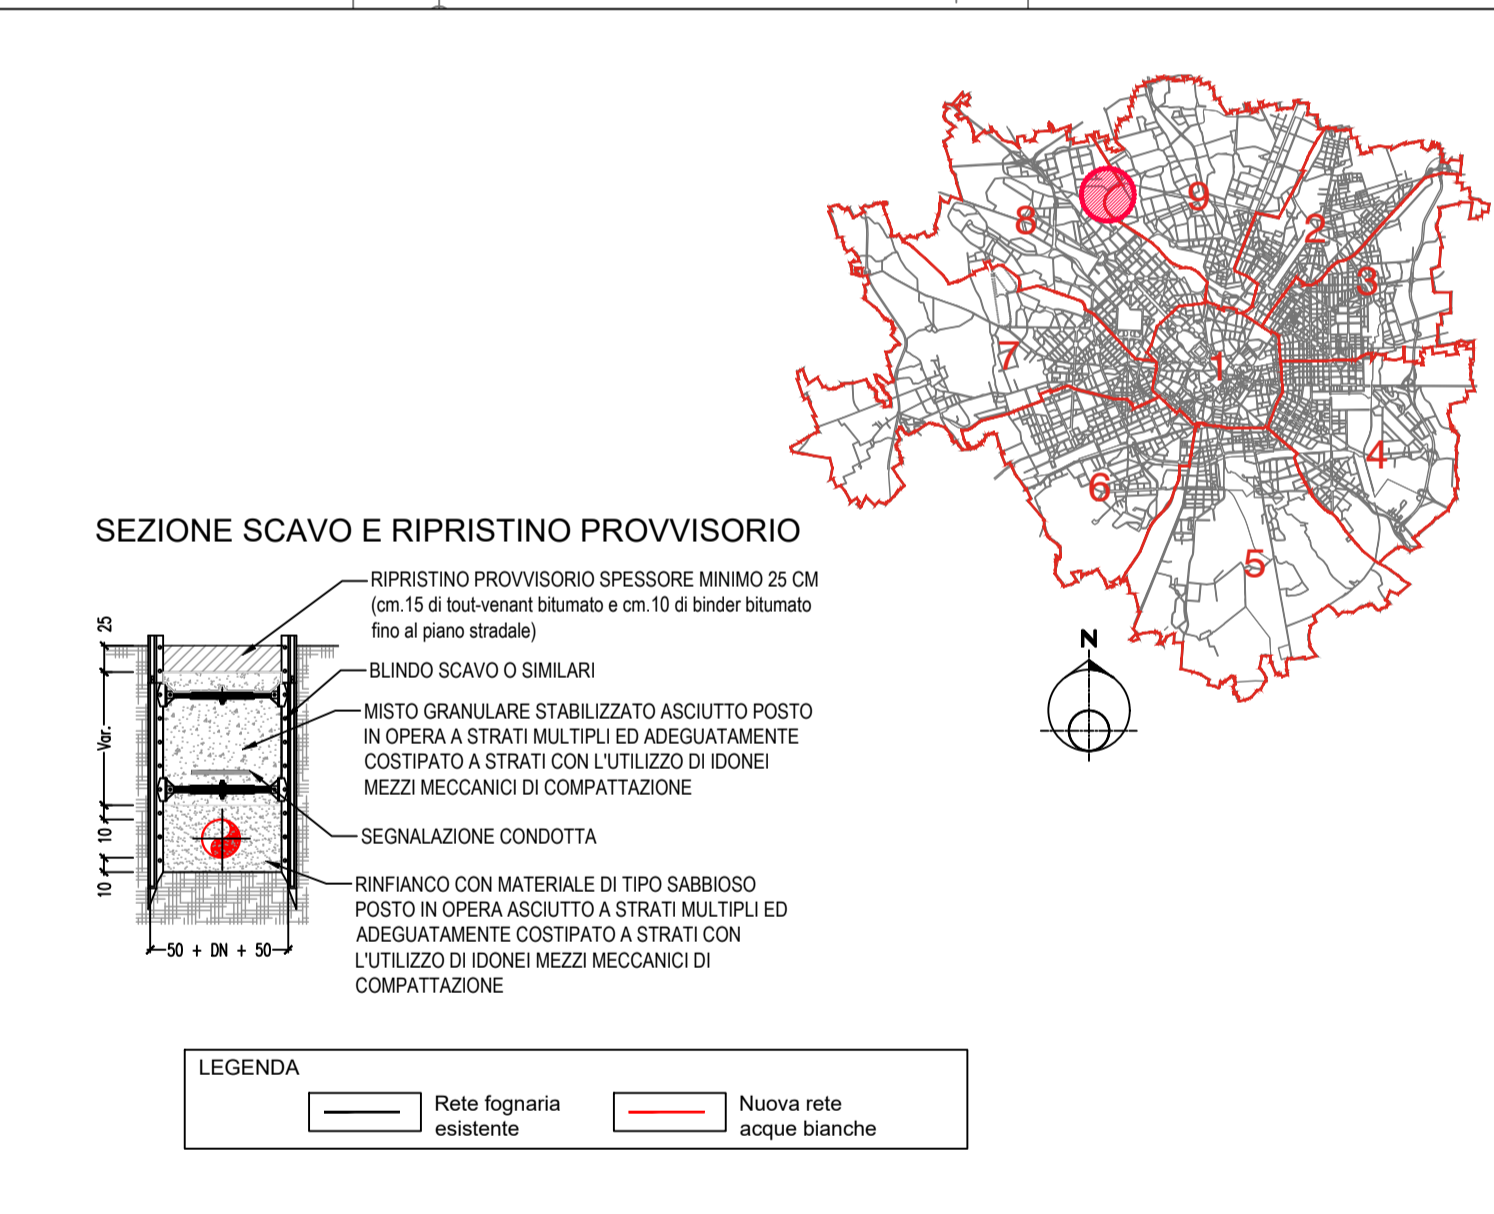 8
9
2
3
7
1
4
6
5
N
SEZIONE SCAVO E RIPRISTINO PROVVISORIO
RIPRISTINO PROVVISORIO SPESSORE MINIMO 25 CM
(cm.15 di tout-venant bitumato e cm.10 di binder bitumato
fino al piano stradale)
BLINDO SCAVO O SIMILARI
MISTO GRANULARE STABILIZZATO ASCIUTTO POSTO
IN OPERA A STRATI MULTIPLI ED ADEGUATAMENTE
COSTIPATO A STRATI CON L'UTILIZZO DI IDONEI
MEZZI MECCANICI DI COMPATTAZIONE
SEGNALAZIONE CONDOTTA
RINFIANCO CON MATERIALE DI TIPO SABBIOSO
POSTO IN OPERA ASCIUTTO A STRATI MULTIPLI ED
ADEGUATAMENTE COSTIPATO A STRATI CON
L'UTILIZZO DI IDONEI MEZZI MECCANICI DI
COMPATTAZIONE
25
Var.
10
10
50 + DN + 50
LEGENDA
Rete fognaria
esistente
Nuova rete
acque bianche